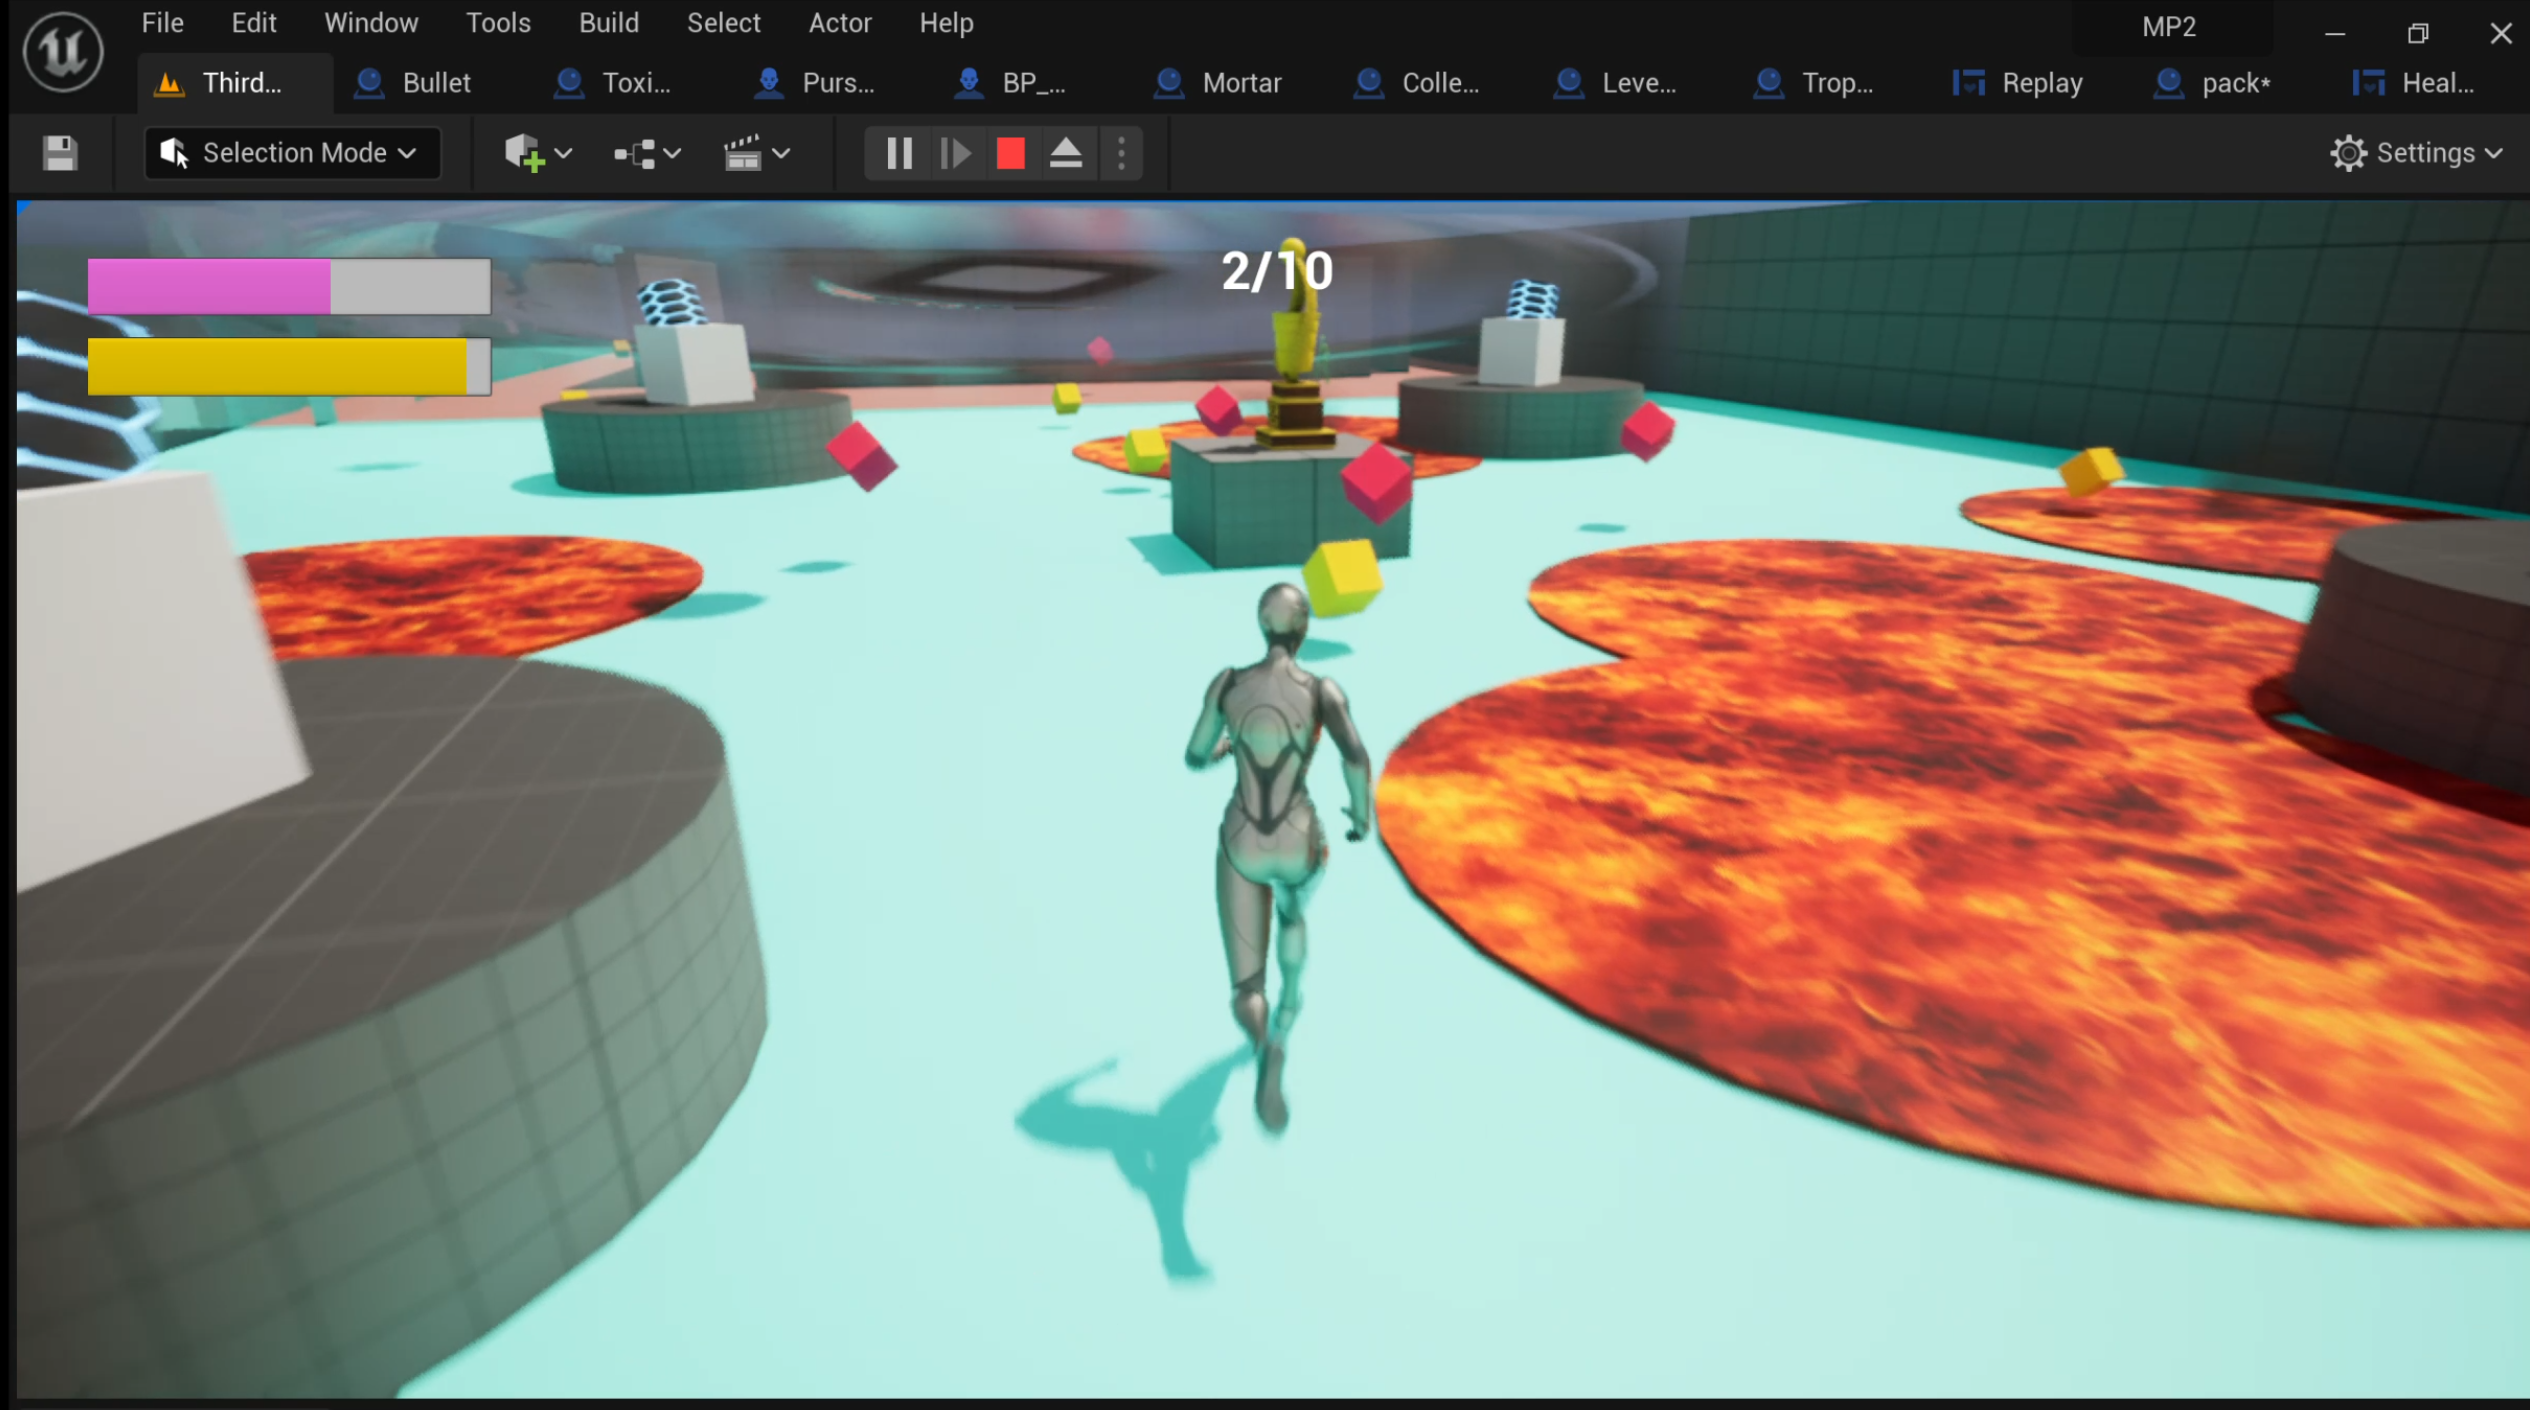 File Edit Window Tools Build Select Actor Help MP2
Third... Bullet Toxi... Purs... BP_... Mortar Colle... Leve... Trop... Replay pack* Heal...
Selection Mode Settings
2/10